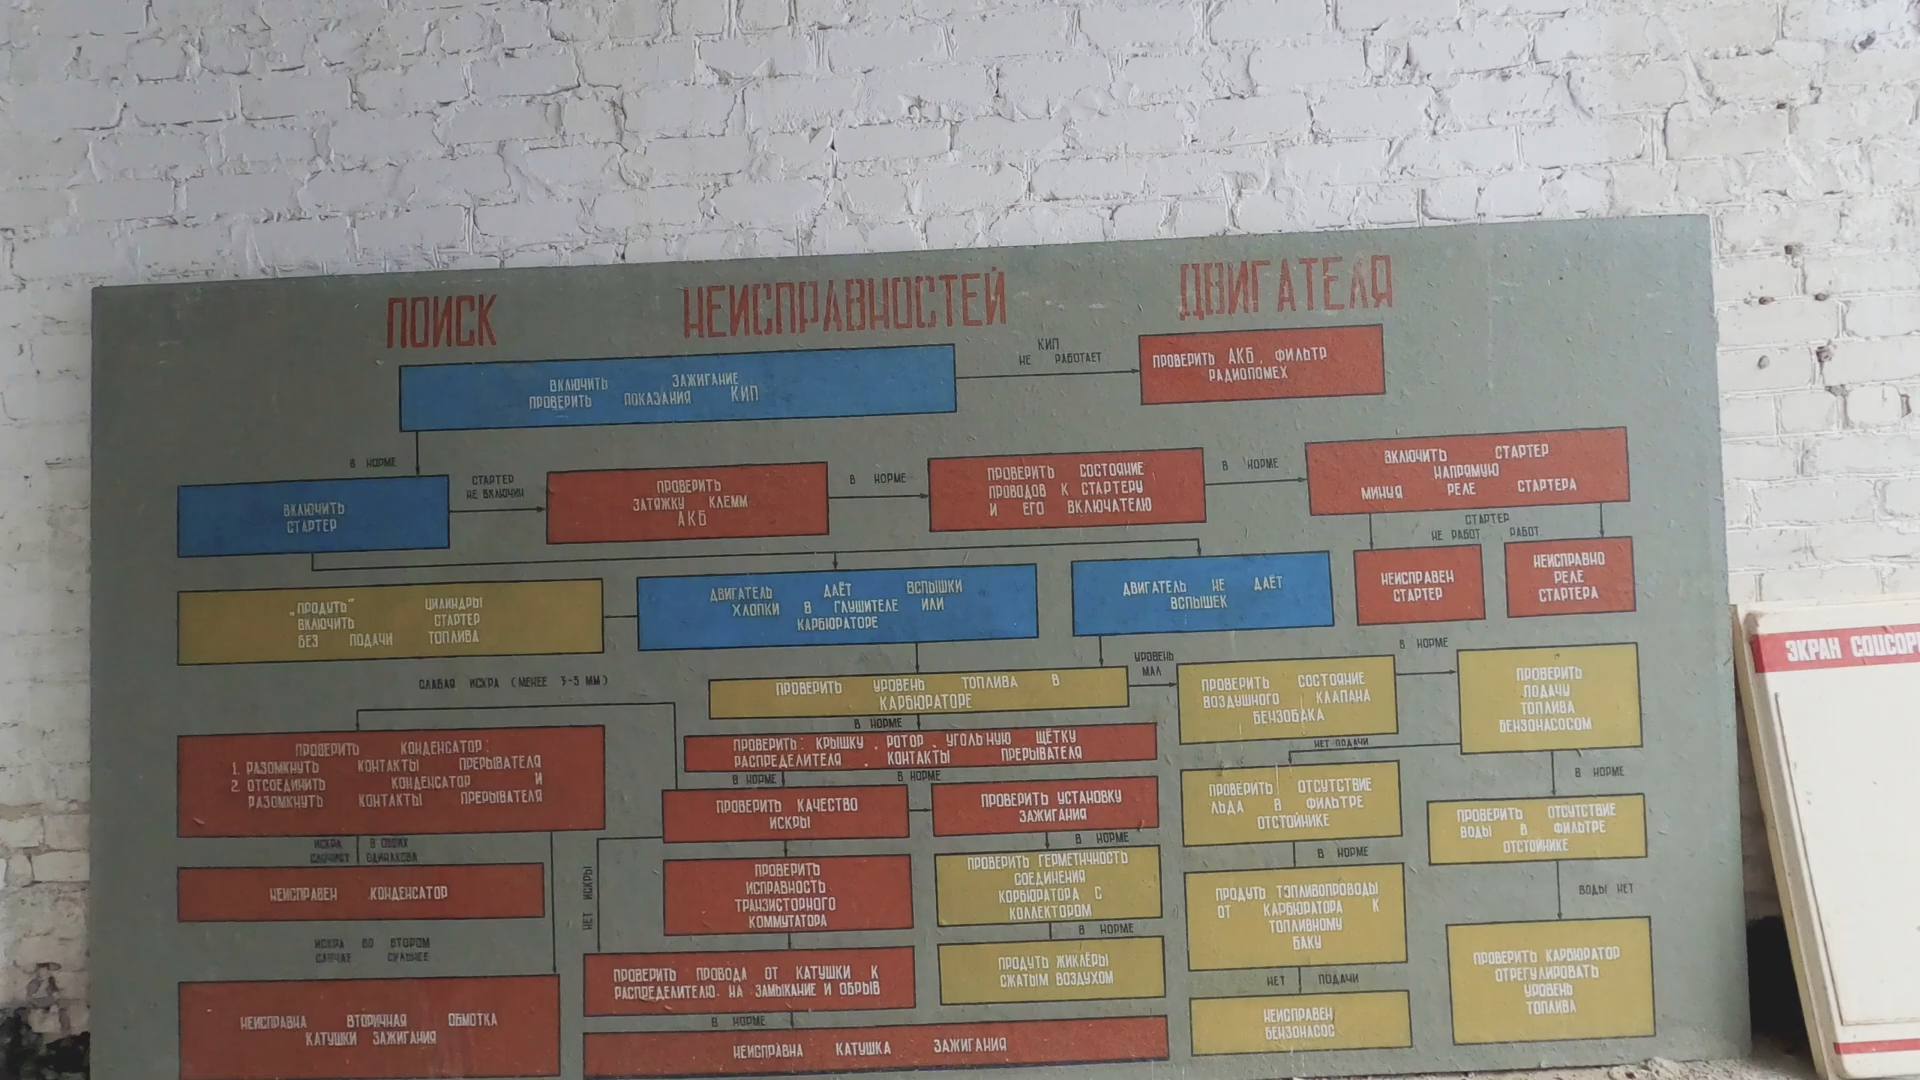 ПОИСК НЕИСПРАВНОСТЕЙ ДВИГАТЕЛЯ
ВКЛЮЧИТЬ ЗАЖИГАНИЕ
ПРОВЕРИТЬ ПОКАЗАНИЯ КИП
КИП
НЕ РАБОТАЕТ
ПРОВЕРИТЬ АКБ, ФИЛЬТР
РАДИОПОМЕХ
В НОРМЕ
ВКЛЮЧИТЬ
СТАРТЕР
СТАРТЕР
НЕ ВКЛЮЧИЛ
ПРОВЕРИТЬ
ЗАТЯЖКУ КЛЕММ
АКБ
В НОРМЕ
ПРОВЕРИТЬ СОСТОЯНИЕ
ПРОВОДОВ К СТАРТЕРУ
И ЕГО ВКЛЮЧАТЕЛЮ
В НОРМЕ
ВКЛЮЧИТЬ СТАРТЕР
НАПРЯМУЮ
МИНУЯ РЕЛЕ СТАРТЕРА
СТАРТЕР
НЕ РАБОТ. РАБОТ.
НЕИСПРАВЕН
СТАРТЕР
НЕИСПРАВНО
РЕЛЕ
СТАРТЕРА
„ПРОДУТЬ" ЦИЛИНДРЫ
ВКЛЮЧИТЬ СТАРТЕР
БЕЗ ПОДАЧИ ТОПЛИВА
ДВИГАТЕЛЬ ДАЁТ ВСПЫШКИ
ХЛОПКИ В ГЛУШИТЕЛЕ ИЛИ
КАРБЮРАТОРЕ
ДВИГАТЕЛЬ НЕ ДАЁТ
ВСПЫШЕК
СЛАБАЯ ИСКРА (МЕНЕЕ 3-5 ММ)
ПРОВЕРИТЬ УРОВЕНЬ ТОПЛИВА В
КАРБЮРАТОРЕ
УРОВЕНЬ
МАЛ
ПРОВЕРИТЬ СОСТОЯНИЕ
ВОЗДУШНОГО КЛАПАНА
БЕНЗОБАКА
В НОРМЕ
ПРОВЕРИТЬ
ПОДАЧУ
ТОПЛИВА
БЕНЗОНАСОСОМ
В НОРМЕ
ПРОВЕРИТЬ: КРЫШКУ, РОТОР, УГОЛЬНУЮ ЩЁТКУ
РАСПРЕДЕЛИТЕЛЯ, КОНТАКТЫ ПРЕРЫВАТЕЛЯ
НЕТ ПОДАЧИ
В НОРМЕ
ПРОВЕРИТЬ КОНДЕНСАТОР:
1. РАЗОМКНУТЬ КОНТАКТЫ ПРЕРЫВАТЕЛЯ
2. ОТСОЕДИНИТЬ КОНДЕНСАТОР И
РАЗОМКНУТЬ КОНТАКТЫ ПРЕРЫВАТЕЛЯ
В НОРМЕ
В НОРМЕ
ПРОВЕРИТЬ КАЧЕСТВО
ИСКРЫ
ПРОВЕРИТЬ УСТАНОВКУ
ЗАЖИГАНИЯ
ПРОВЕРИТЬ ОТСУТСТВИЕ
ЛЬДА В ФИЛЬТРЕ
ОТСТОЙНИКЕ
ПРОВЕРИТЬ ОТСУТСТВИЕ
ВОДЫ В ФИЛЬТРЕ
ОТСТОЙНИКЕ
ИСКРА В ОБОИХ
ОДИНАКОВА
НЕТ ИСКРЫ
В НОРМЕ
В НОРМЕ
ВОДЫ НЕТ
НЕИСПРАВЕН КОНДЕНСАТОР
ПРОВЕРИТЬ
ИСПРАВНОСТЬ
ТРАНЗИСТОРНОГО
КОММУТАТОРА
ПРОВЕРИТЬ ГЕРМЕТИЧНОСТЬ
СОЕДИНЕНИЯ
КОРБЮРАТОРА С
КОЛЛЕКТОРОМ
ПРОДУТЬ ТОПЛИВОПРОВОДЫ
ОТ КАРБЮРАТОРА К
ТОПЛИВНОМУ
БАКУ
ИСКРА ВО ВТОРОМ
СЛУЧАЕ СИЛЬНЕЕ
В НОРМЕ
НЕТ ПОДАЧИ
ПРОВЕРИТЬ КАРБЮРАТОР
ОТРЕГУЛИРОВАТЬ
УРОВЕНЬ
ТОПЛИВА
ПРОВЕРИТЬ ПРОВОДА ОТ КАТУШКИ К
РАСПРЕДЕЛИТЕЛЮ НА ЗАМЫКАНИЕ И ОБРЫВ
ПРОДУТЬ ЖИКЛЁРЫ
СЖАТЫМ ВОЗДУХОМ
НЕИСПРАВЕН
БЕНЗОНАСОС
НЕИСПРАВНА ВТОРИЧНАЯ ОБМОТКА
КАТУШКИ ЗАЖИГАНИЯ
В НОРМЕ
НЕИСПРАВНА КАТУШКА ЗАЖИГАНИЯ
ЭКРАН СОЦСОР